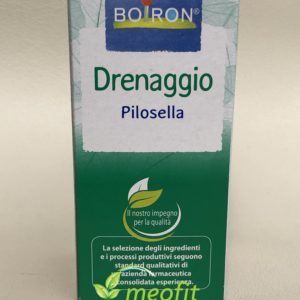 BOIRON®
Drenaggio
Pilosella
Il nostro impegno
per la qualità
La selezione degli ingredienti
e i processi produttivi seguono
standard qualitativi di
azienda farmaceutica
consolidata esperienza.
meofit